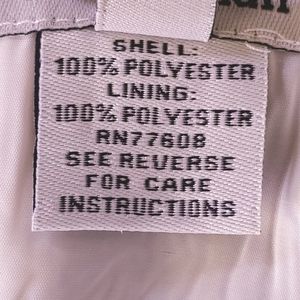 SHELL:
100% POLYESTER
LINING:
100% POLYESTER
RN77608
SEE REVERSE
FOR CARE
INSTRUCTIONS